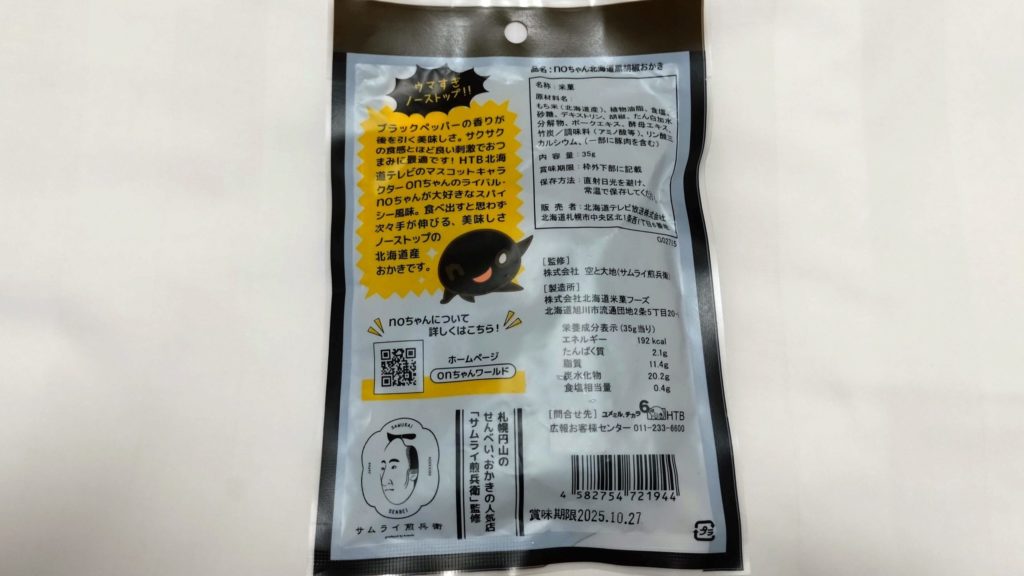 ウマすぎ
ノーストップ!!
ブラックペッパーの香りが
後を引く美味しさ。サクサク
の食感とほど良い刺激でおつ
まみに最適です！HTB北海
道テレビのマスコットキャラ
クターonちゃんのライバル・
noちゃんが大好きなスパイ
シー風味。食べ出すと思わず
次々手が伸びる、美味しさ
ノーストップの
北海道産
おかきです。
n
noちゃんについて
詳しくはこちら！
ホームページ
onちゃんワールド
SAMURAI
SENBEI
サムライ煎兵衛
札幌円山の
せんべい、おかきの人気店
「サムライ煎兵衛」監修
品名：noちゃん北海道黒胡椒おかき
名称：米菓
原材料名：
もち米（北海道産）、植物油脂、食塩、
砂糖、デキストリン、胡椒、たん白加水
分解物、ポークエキス、酵母エキス、
竹炭／調味料（アミノ酸等）、リン酸三
カルシウム、（一部に豚肉を含む）
内容量：35g
賞味期限：枠外下部に記載
保存方法：直射日光を避け、
常温で保存してください
販売者：北海道テレビ放送株式会社
北海道札幌市中央区北1条西1丁目6番地
G02715
[監修]
株式会社 空と大地(サムライ煎兵衛)
[製造所]
株式会社北海道米菓フーズ
北海道旭川市流通団地2条5丁目20-
栄養成分表示(35g当り)
エネルギー 192 kcal
たんぱく質 2.1g
脂質 11.4g
炭水化物 20.2g
食塩相当量 0.4g
[問合せ先] ユメミル、チカラ 6 HTB
広報お客様センター 011-233-6600
4 582754 721944
賞味期限2025.10.27
プラ